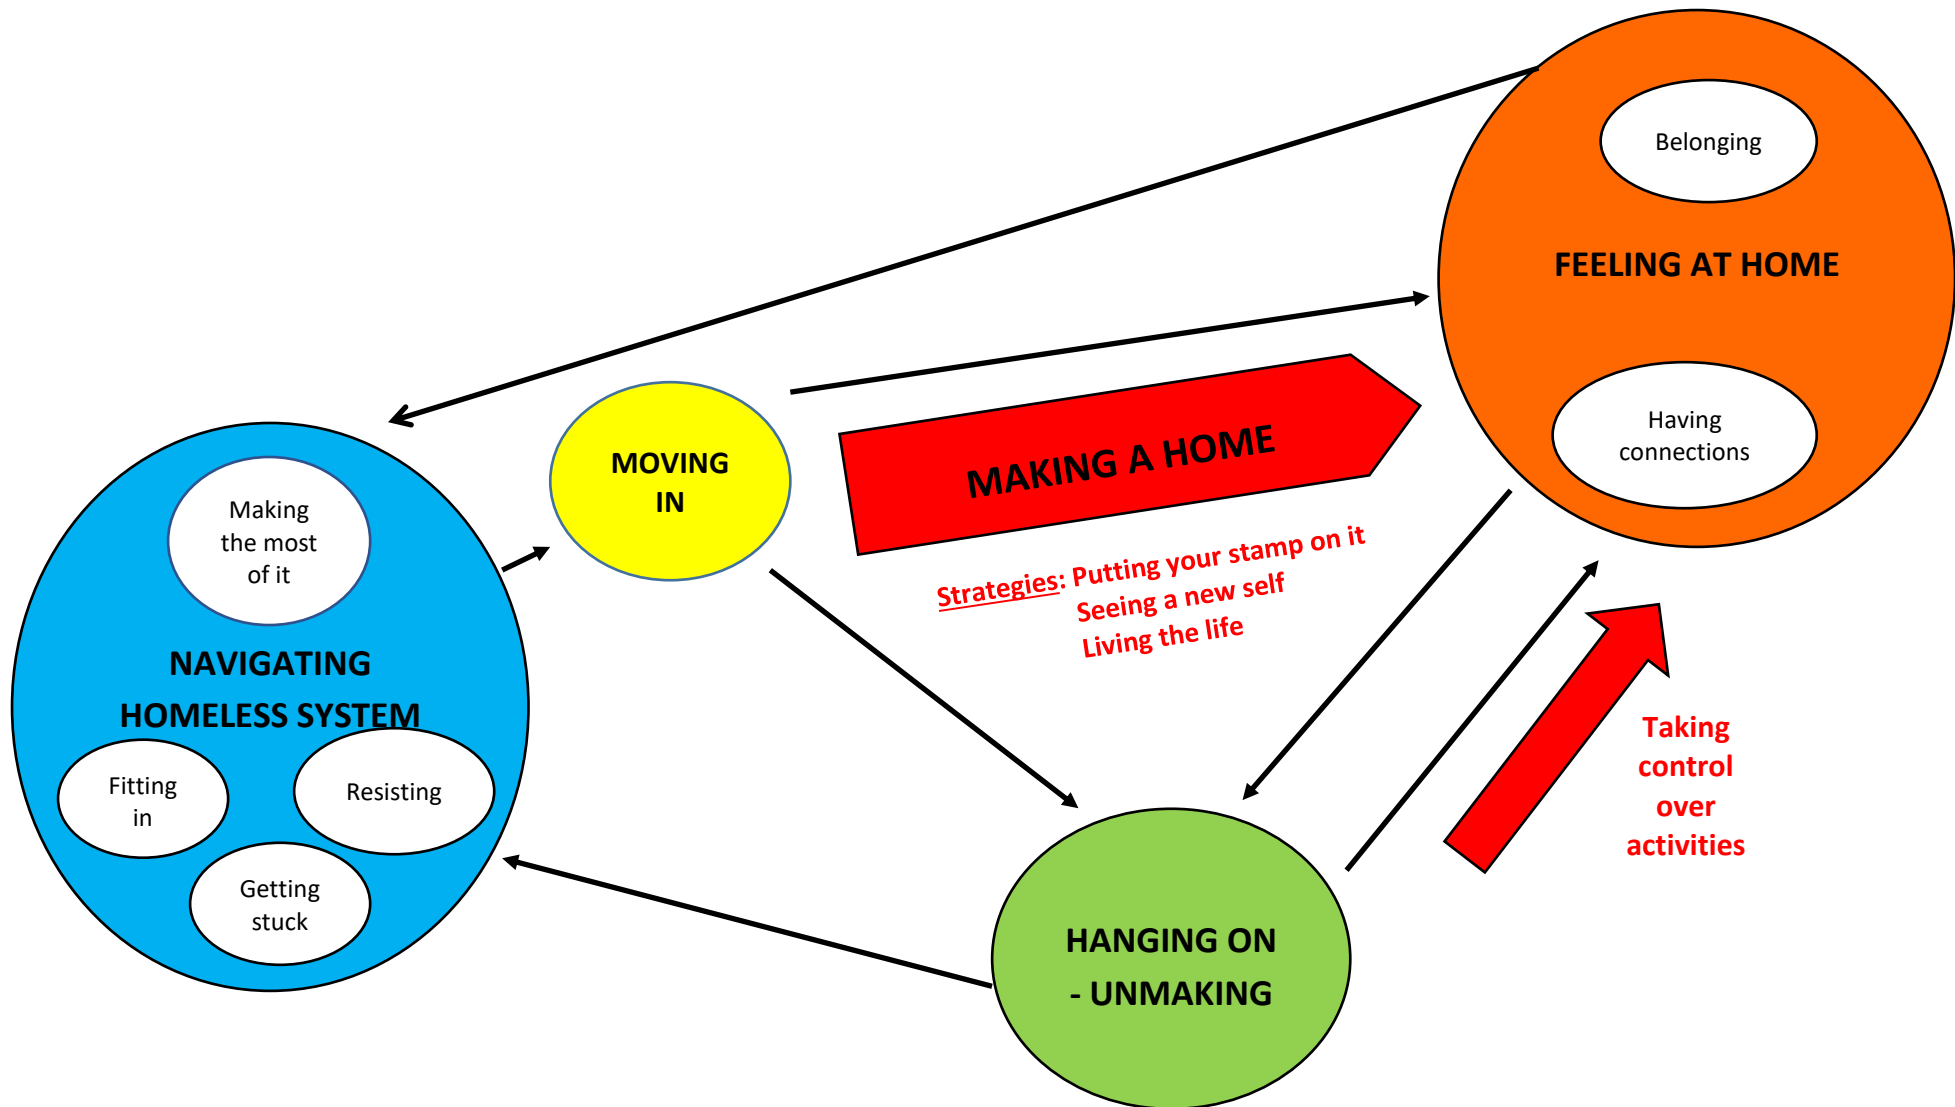 Belonging
FEELING AT HOME
Having
connections
MOVING
IN
MAKING A HOME
Strategies: Putting your stamp on it
Seeing a new self
Living the life
Making
the most
of it
NAVIGATING
HOMELESS SYSTEM
Fitting
in
Resisting
Getting
stuck
Taking
control
over
activities
HANGING ON
- UNMAKING